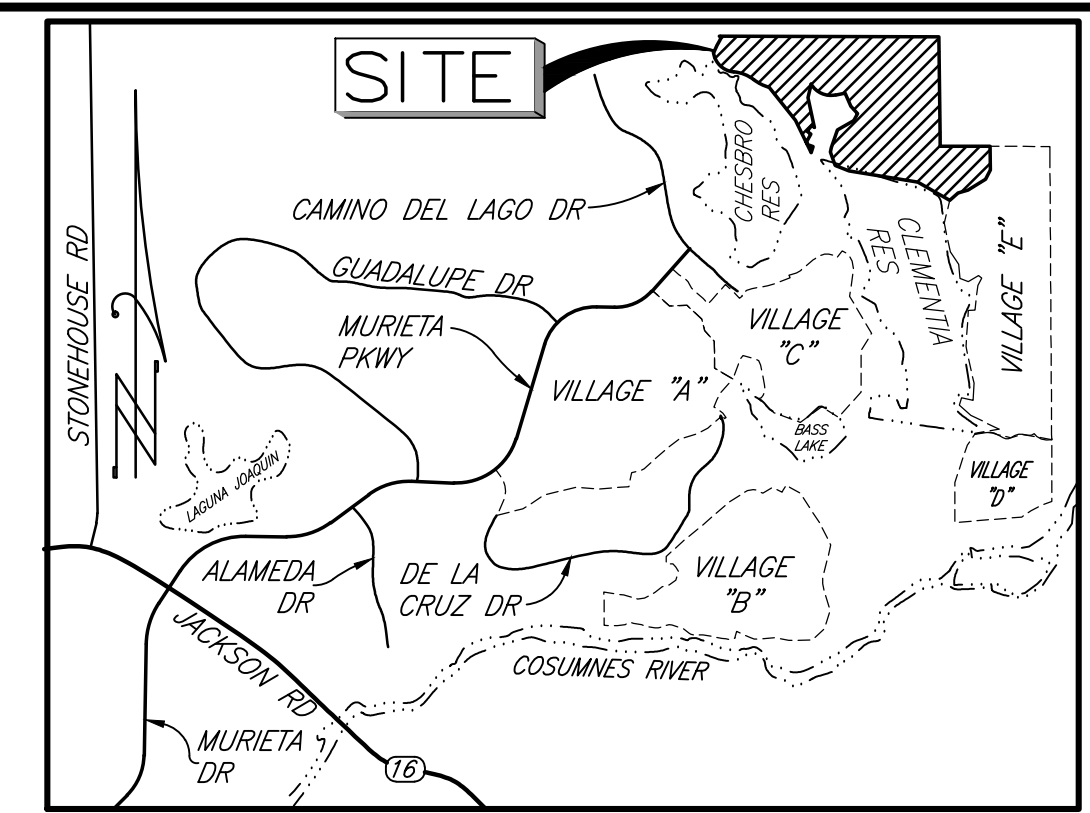 SITE
CHESBRO
RES
CAMINO DEL LAGO DR
STONEHOUSE RD
N
GUADALUPE DR
CLEMENTIA
RES
VILLAGE "E"
MURIETA
PKWY
VILLAGE
"C"
VILLAGE "A"
BASS
LAKE
LAGUNA JOAQUIN
VILLAGE
"D"
ALAMEDA
DR
DE LA
CRUZ DR
VILLAGE
"B"
JACKSON RD
COSUMNES RIVER
MURIETA
DR
16